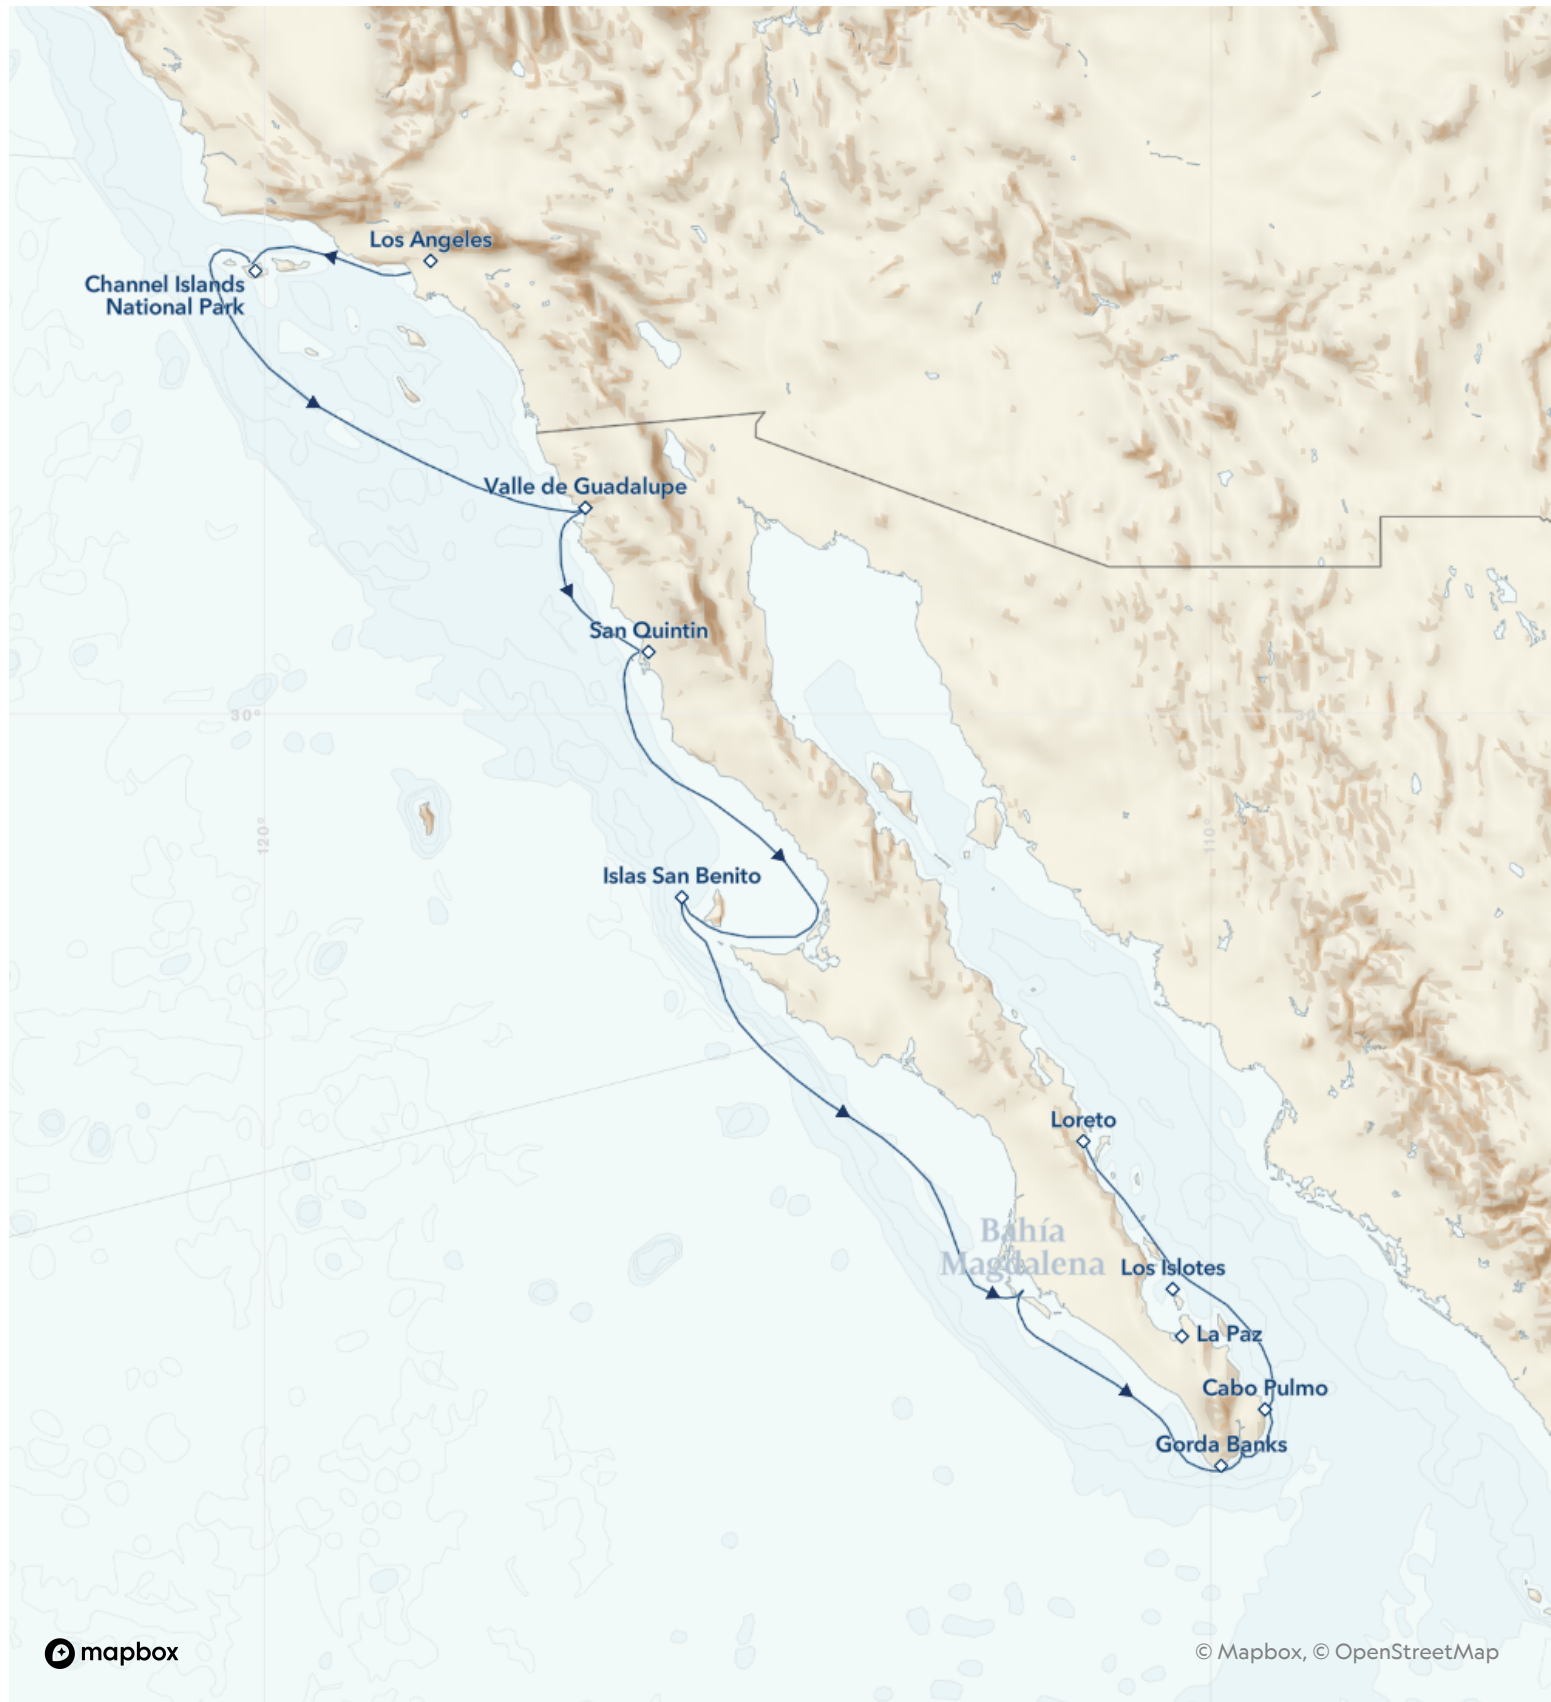 Los Angeles
Channel Islands
National Park
Valle de Guadalupe
San Quintin
30°
120°
110°
Islas San Benito
Loreto
Bahía
Magdalena
Los Islotes
La Paz
Cabo Pulmo
Gorda Banks
mapbox
© Mapbox, © OpenStreetMap